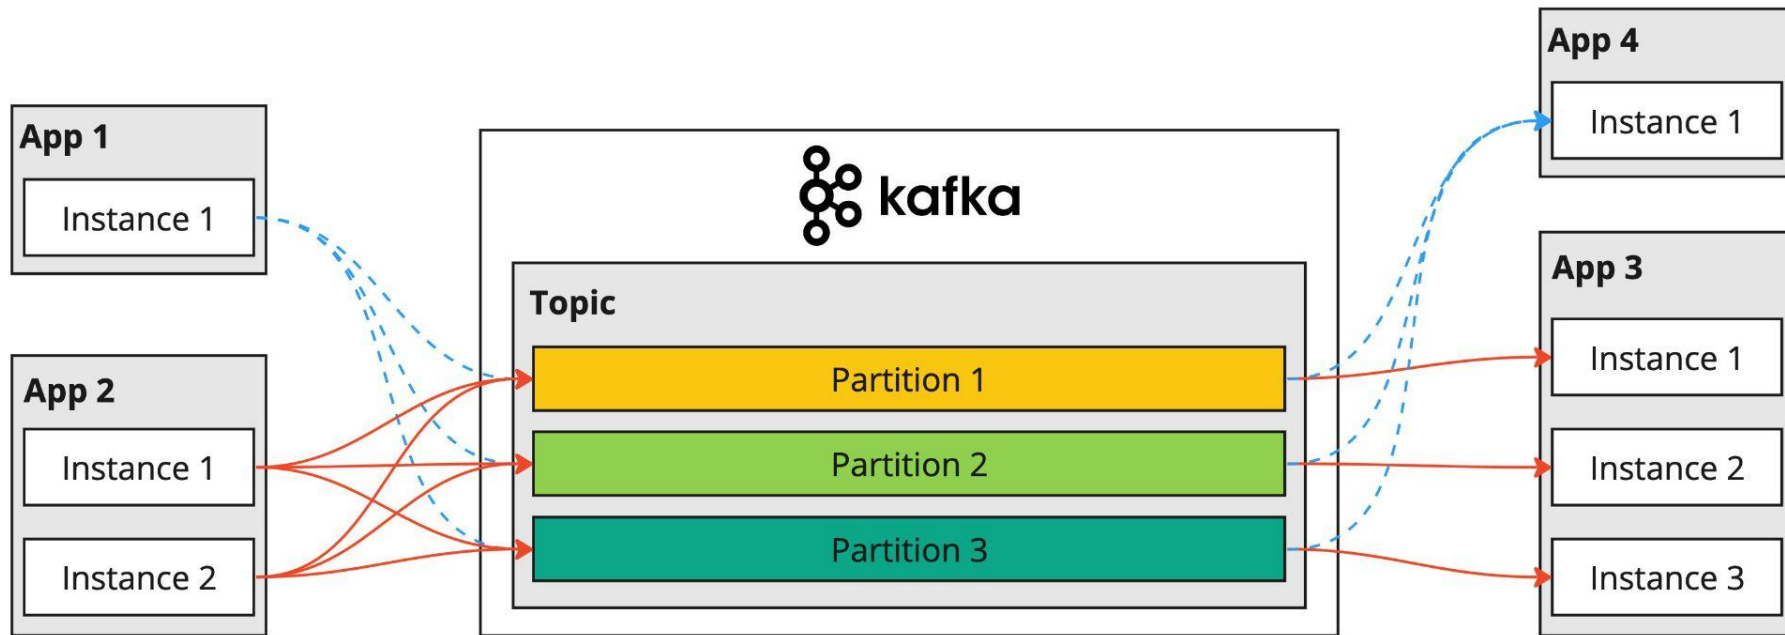 App 1
Instance 1
App 2
Instance 1
Instance 2
kafka
Topic
Partition 1
Partition 2
Partition 3
App 4
Instance 1
App 3
Instance 1
Instance 2
Instance 3